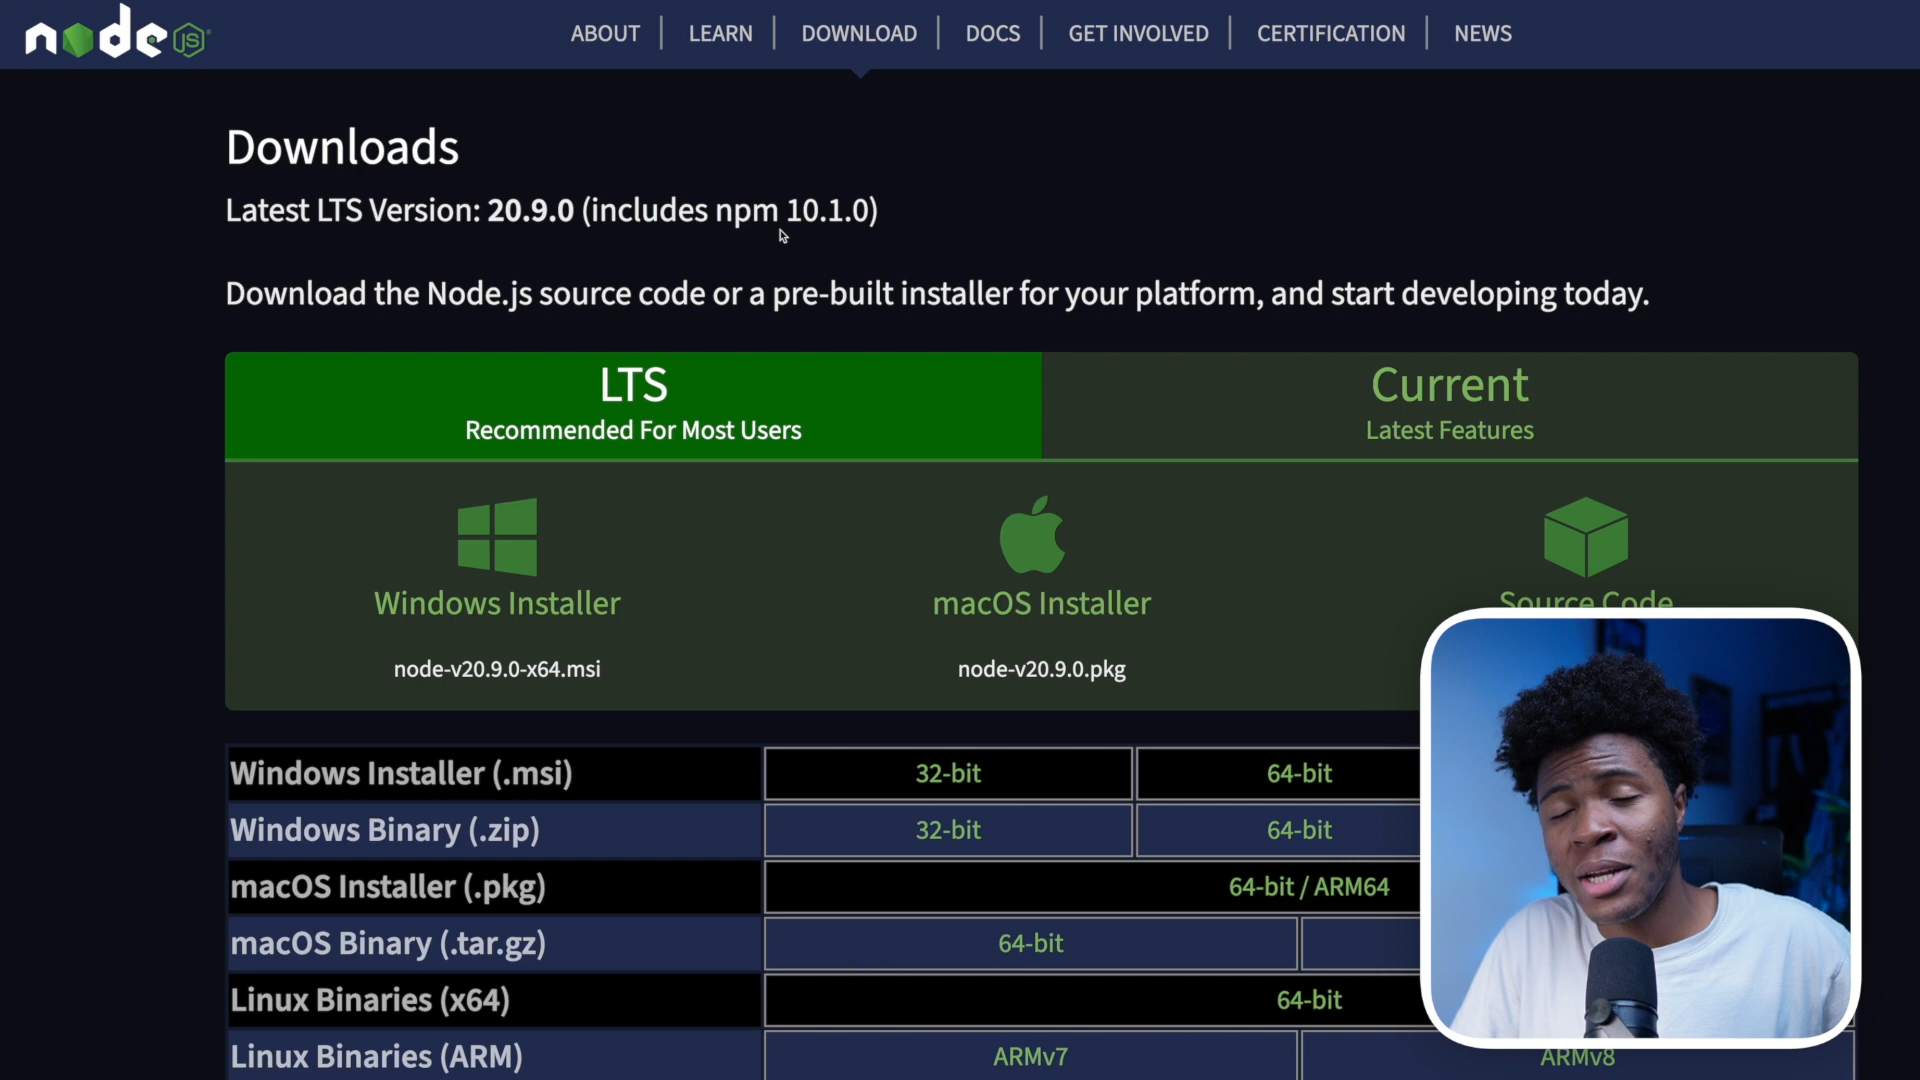 node JS
ABOUT | LEARN | DOWNLOAD | DOCS | GET INVOLVED | CERTIFICATION | NEWS
Downloads
Latest LTS Version: 20.9.0 (includes npm 10.1.0)
Download the Node.js source code or a pre-built installer for your platform, and start developing today.
LTS
Recommended For Most Users
Current
Latest Features
Windows Installer
node-v20.9.0-x64.msi
macOS Installer
node-v20.9.0.pkg
Source Code
Windows Installer (.msi) 32-bit 64-bit
Windows Binary (.zip) 32-bit 64-bit
macOS Installer (.pkg) 64-bit / ARM64
macOS Binary (.tar.gz) 64-bit
Linux Binaries (x64) 64-bit
Linux Binaries (ARM) ARMv7 ARMv8